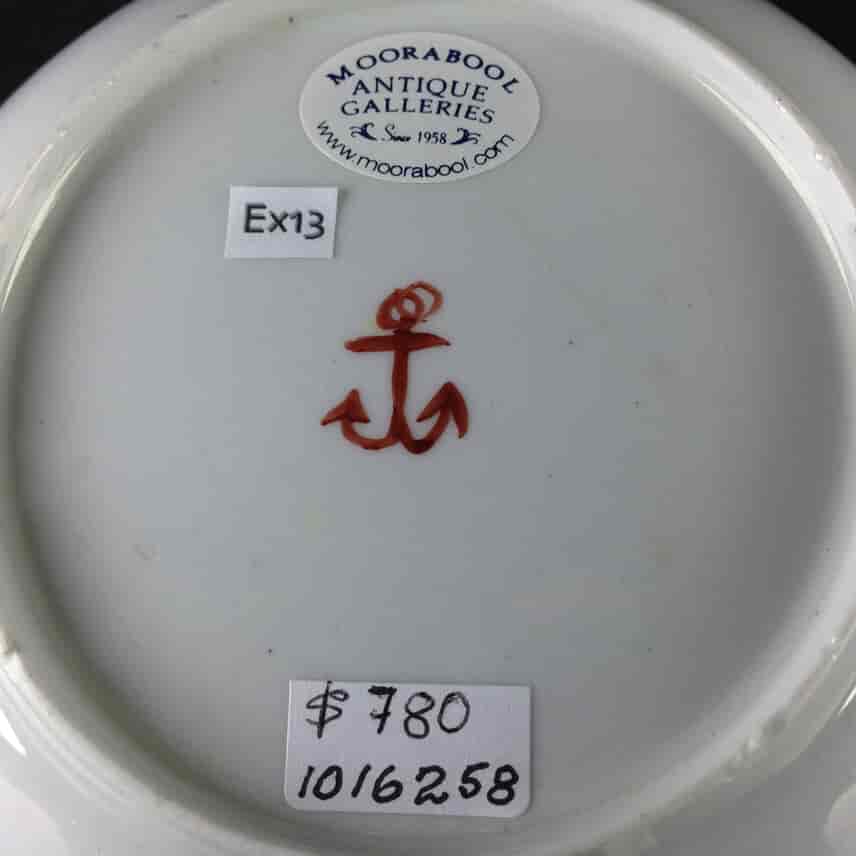 MOORABOOL
ANTIQUE
GALLERIES
Since 1958
www.moorabool.com
Ex13
$780
1016258